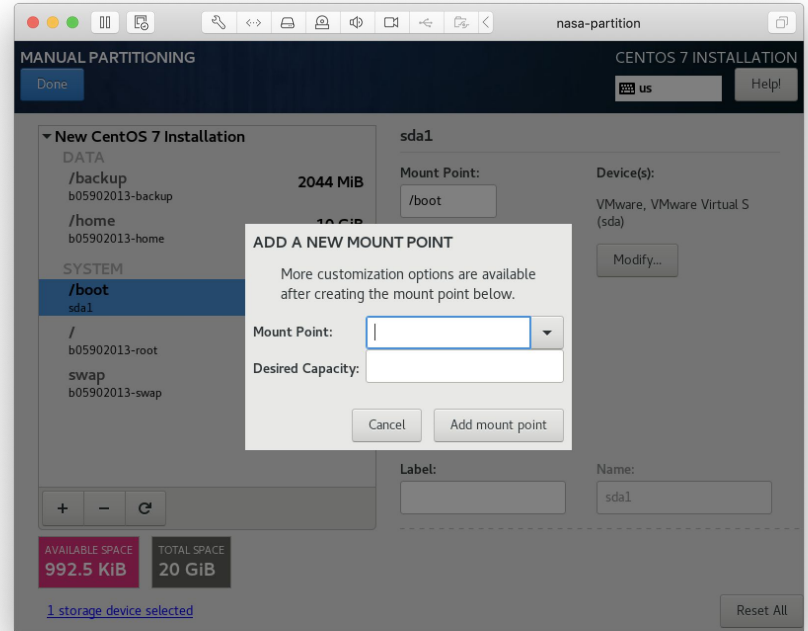 nasa-partition
MANUAL PARTITIONING
CENTOS 7 INSTALLATION
Done
us
Help!
New CentOS 7 Installation
DATA
/backup
2044 MiB
b05902013-backup
/home
10 GiB
b05902013-home
SYSTEM
/boot
sda1
/
b05902013-root
swap
b05902013-swap
+ −
AVAILABLE SPACE
992.5 KiB
TOTAL SPACE
20 GiB
1 storage device selected
sda1
Mount Point:
/boot
Device(s):
VMware, VMware Virtual S
(sda)
Modify...
ADD A NEW MOUNT POINT
More customization options are available
after creating the mount point below.
Mount Point:
Desired Capacity:
Cancel
Add mount point
Label:
Name:
sda1
Reset All